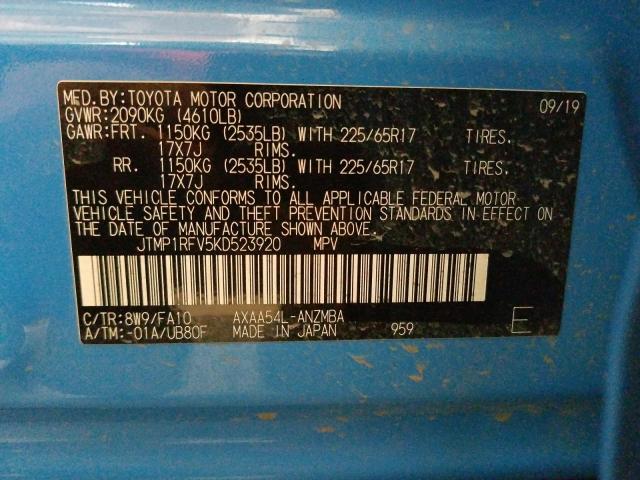 MFD.BY:TOYOTA MOTOR CORPORATION 09/19
GVWR:2090KG (4610LB)
GAWR:FRT. 1150KG (2535LB) WITH 225/65R17 TIRES.
17X7J RIMS.
RR. 1150KG (2535LB) WITH 225/65R17 TIRES.
17X7J RIMS.
THIS VEHICLE CONFORMS TO ALL APPLICABLE FEDERAL MOTOR
VEHICLE SAFETY AND THEFT PREVENTION STANDARDS IN EFFECT ON
THE DATE OF MANUFACTURE SHOWN ABOVE.
JTMP1RFV5KD523920 MPV
C/TR:8W9/FA10 AXAA54L-ANZMBA
A/TM:-01A/UB80F MADE IN JAPAN 959 E